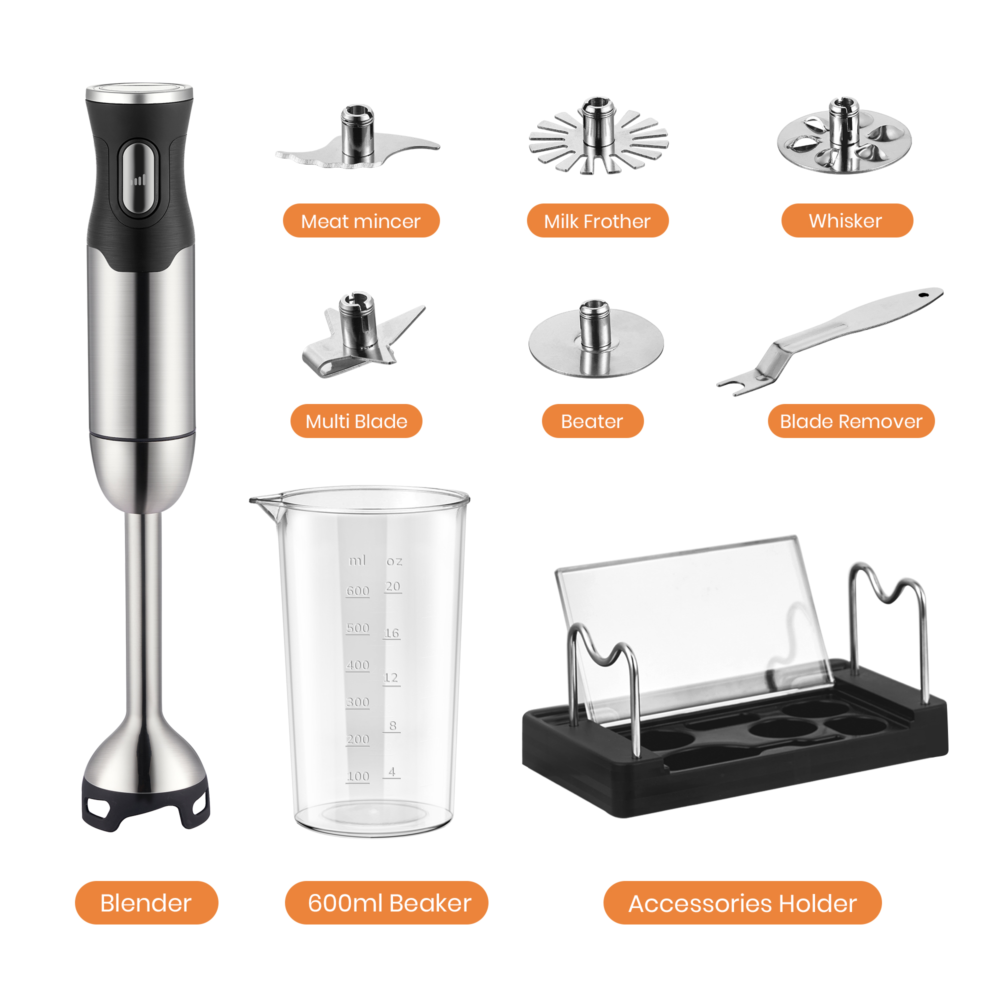 Meat mincer
Milk Frother
Whisker
Multi Blade
Beater
Blade Remover
ml oz
600 20
500 16
400 12
300
200 8
100 4
Blender
600ml Beaker
Accessories Holder